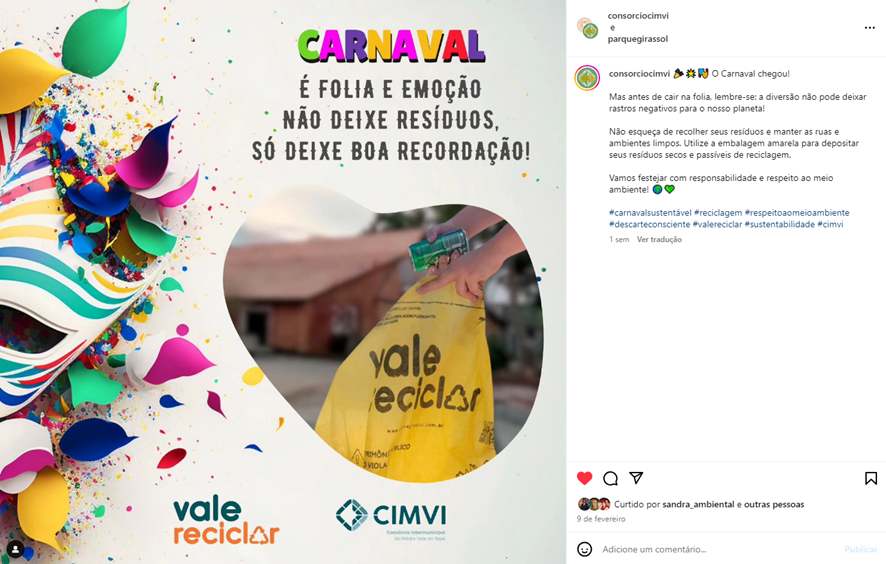 CARNAVAL
É FOLIA E EMOÇÃO
NÃO DEIXE RESÍDUOS,
SÓ DEIXE BOA RECORDAÇÃO!
vale
reciclar
www.valereciclar.com.br
vale
reciclar
CIMVI
Consórcio Intermunicipal
do Médio Vale do Itajaí
consorciocimvi
e
parquegirassol
consorciocimvi O Carnaval chegou!
Mas antes de cair na folia, lembre-se: a diversão não pode deixar
rastros negativos para o nosso planeta!
Não esqueça de recolher seus resíduos e manter as ruas e
ambientes limpos. Utilize a embalagem amarela para depositar
seus resíduos secos e passíveis de reciclagem.
Vamos festejar com responsabilidade e respeito ao meio
ambiente! 🌎💚
#carnavalsustentável #reciclagem #respeitoaomeioambiente
#descarteconsciente #valereciclar #sustentabilidade #cimvi
1 sem Ver tradução
Curtido por sandra_ambiental e outras pessoas
9 de fevereiro
Adicione um comentário...
Publicar